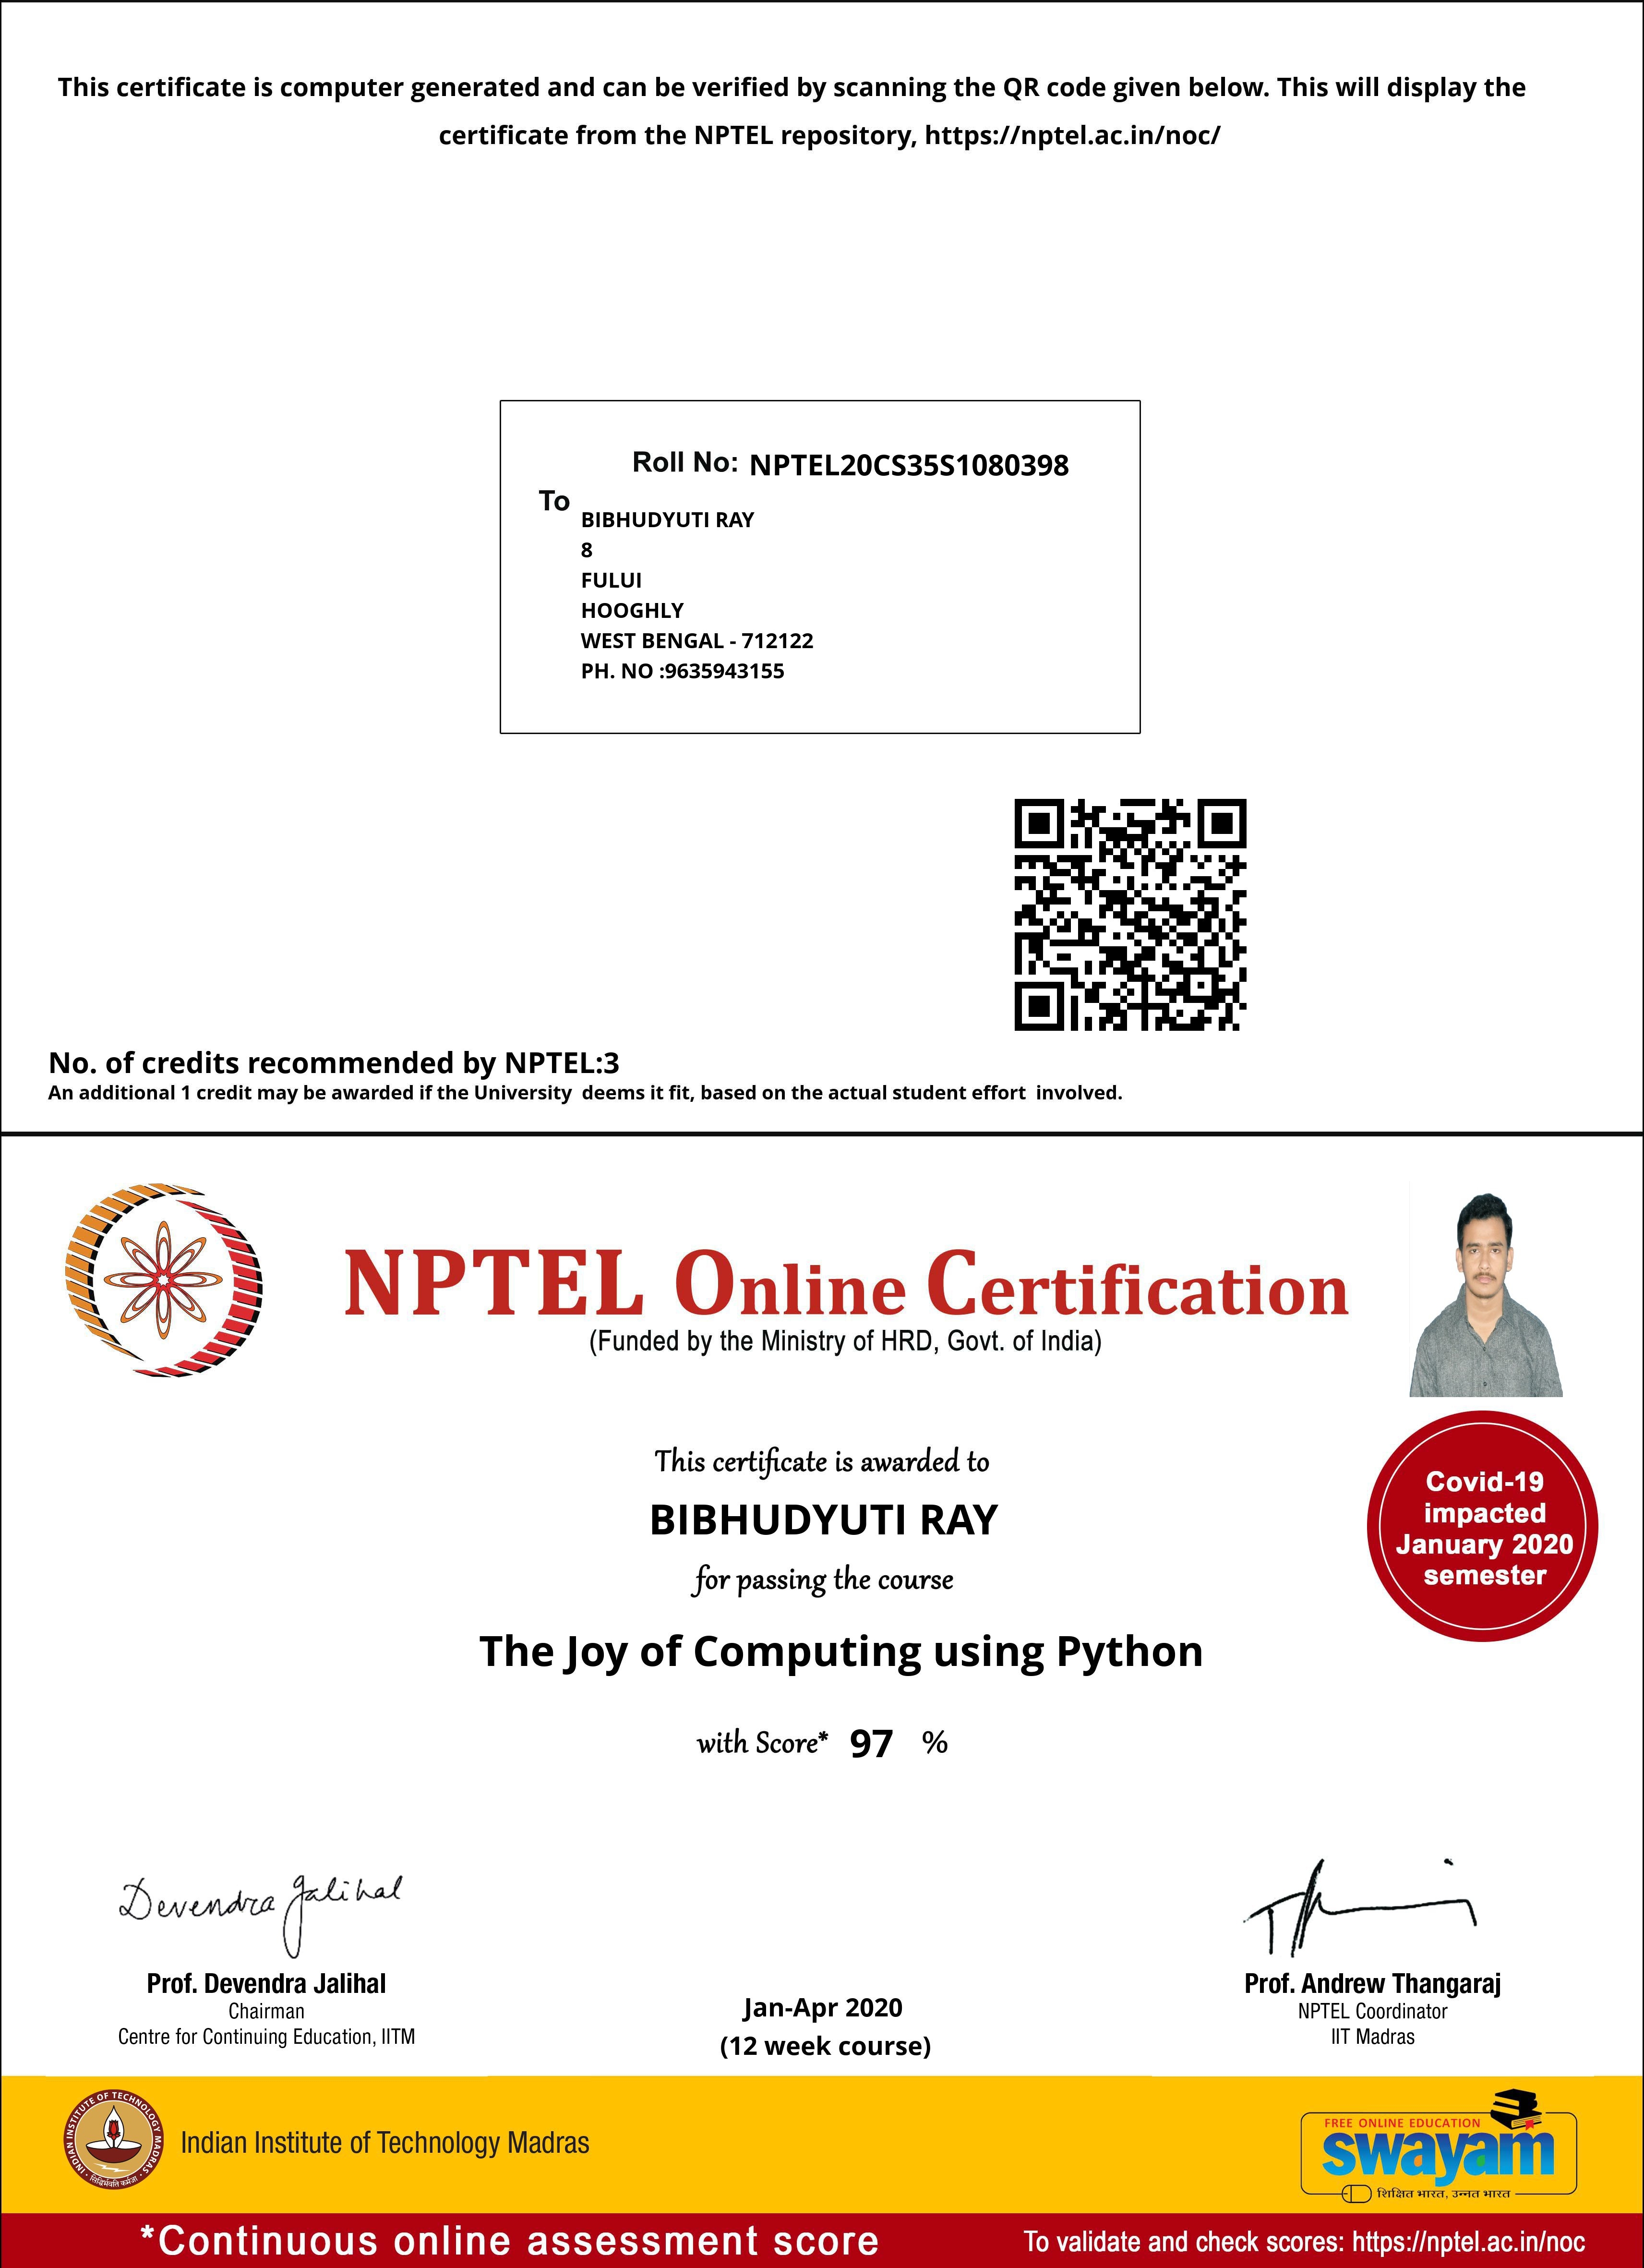 This certificate is computer generated and can be verified by scanning the QR code given below. This will display the
certificate from the NPTEL repository, https://nptel.ac.in/noc/
Roll No: NPTEL20CS35S1080398
To
BIBHUDYUTI RAY
8
FULUI
HOOGHLY
WEST BENGAL - 712122
PH. NO :9635943155
No. of credits recommended by NPTEL:3
An additional 1 credit may be awarded if the University deems it fit, based on the actual student effort involved.
NPTEL Online Certification
(Funded by the Ministry of HRD, Govt. of India)
This certificate is awarded to
BIBHUDYUTI RAY
for passing the course
The Joy of Computing using Python
with Score* 97 %
Covid-19
impacted
January 2020
semester
Devendra Jalihal
Prof. Devendra Jalihal
Chairman
Centre for Continuing Education, IITM
Jan-Apr 2020
(12 week course)
Prof. Andrew Thangaraj
NPTEL Coordinator
IIT Madras
INDIAN INSTITUTE OF TECHNOLOGY MADRAS
सिद्धिर्भवति कर्मजा
Indian Institute of Technology Madras
FREE ONLINE EDUCATION
swayam
शिक्षित भारत, उन्नत भारत
*Continuous online assessment score
To validate and check scores: https://nptel.ac.in/noc